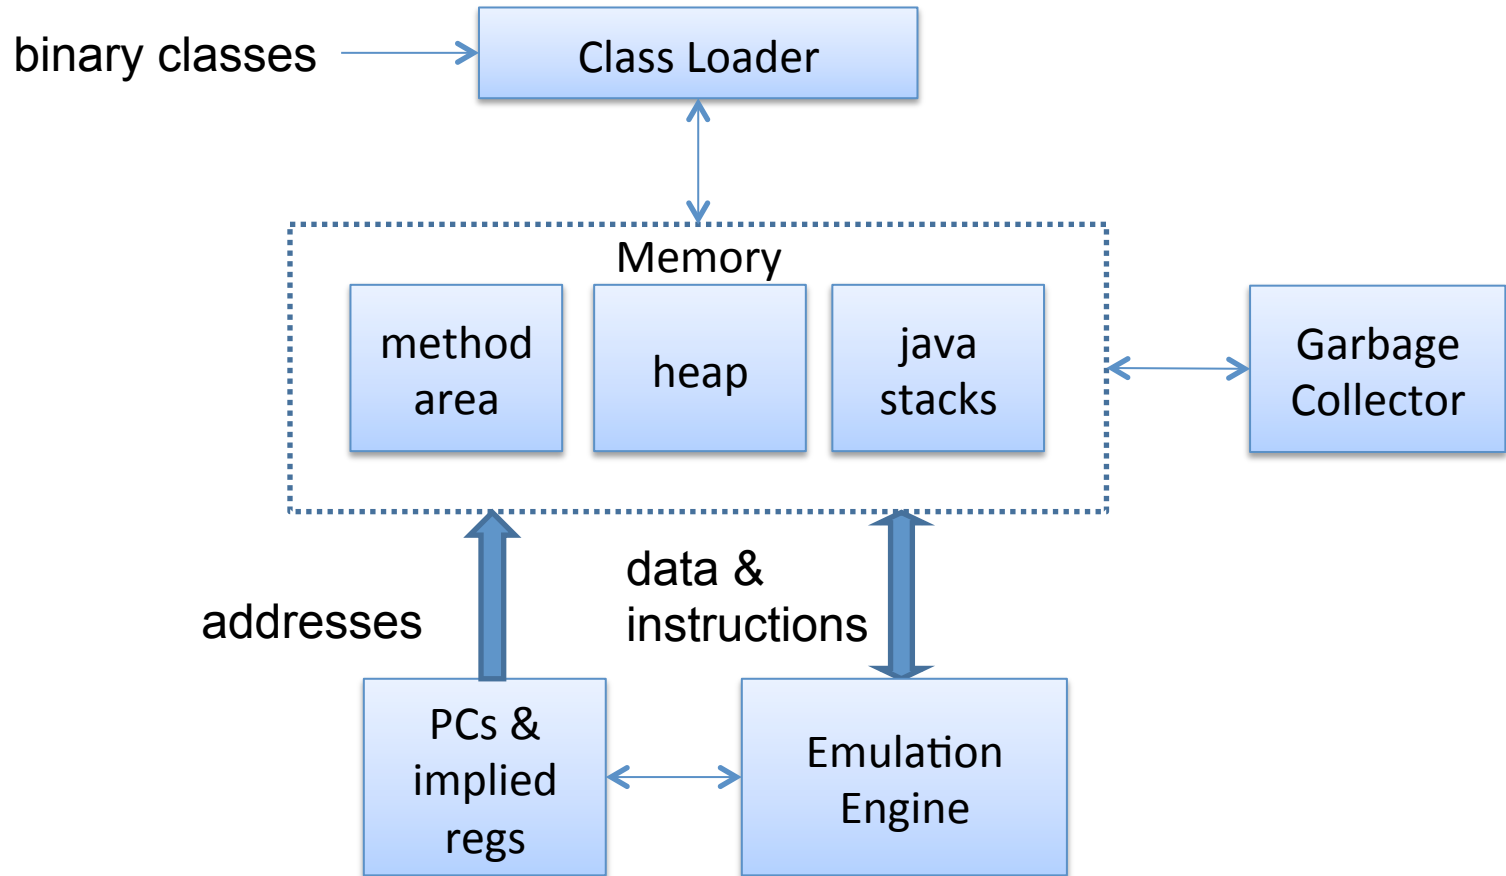 binary classes
Class Loader
Memory
method
area
heap
java
stacks
Garbage
Collector
addresses
data &
instructions
PCs &
implied
regs
Emulation
Engine